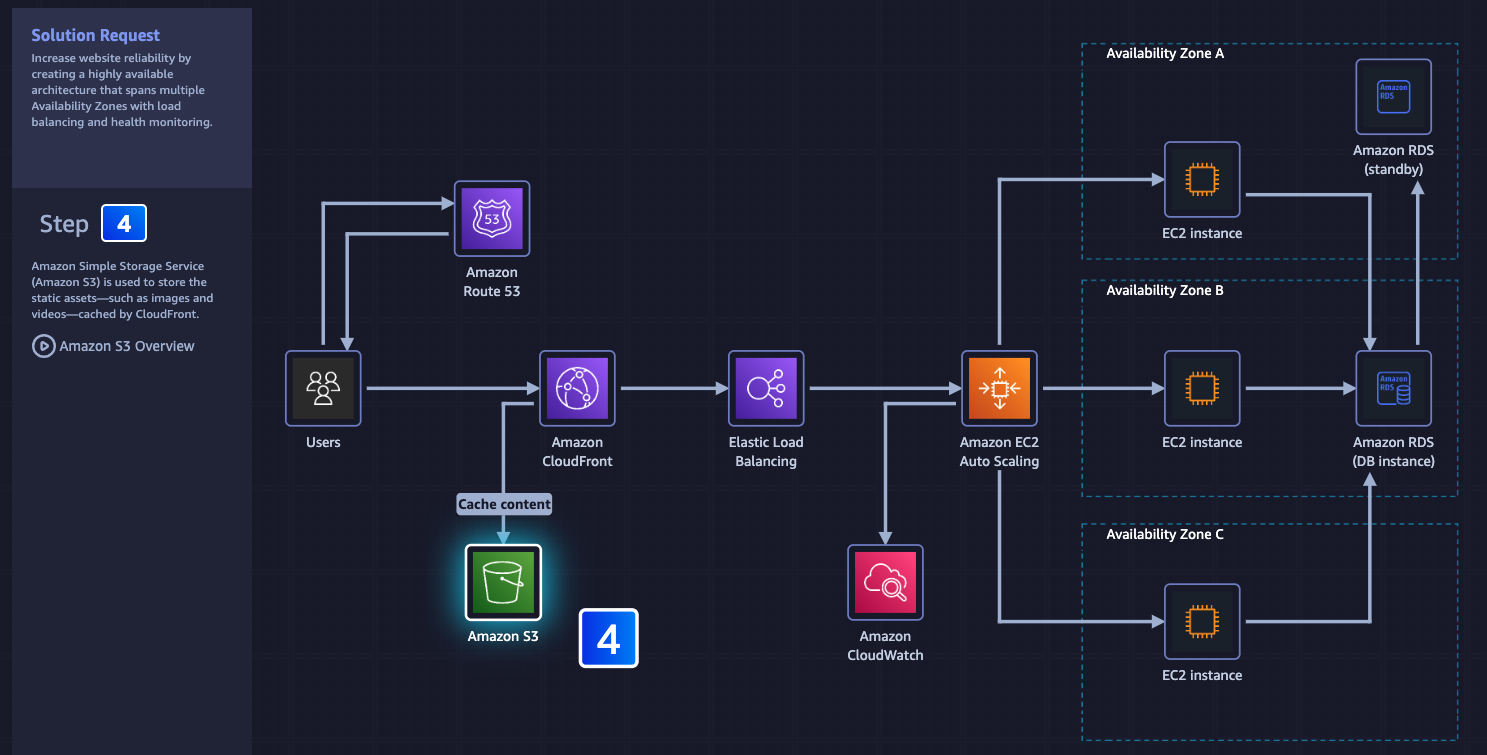 Solution Request
Increase website reliability by
creating a highly available
architecture that spans multiple
Availability Zones with load
balancing and health monitoring.
Step 4
Amazon Simple Storage Service
(Amazon S3) is used to store the
static assets—such as images and
videos—cached by CloudFront.
Amazon S3 Overview
Users
53
Amazon
Route 53
Amazon
CloudFront
Cache content
Amazon S3
4
Elastic Load
Balancing
Amazon EC2
Auto Scaling
Amazon
CloudWatch
Availability Zone A
EC2 instance
Amazon
RDS
Amazon RDS
(standby)
Availability Zone B
EC2 instance
Amazon
RDS
Amazon RDS
(DB instance)
Availability Zone C
EC2 instance